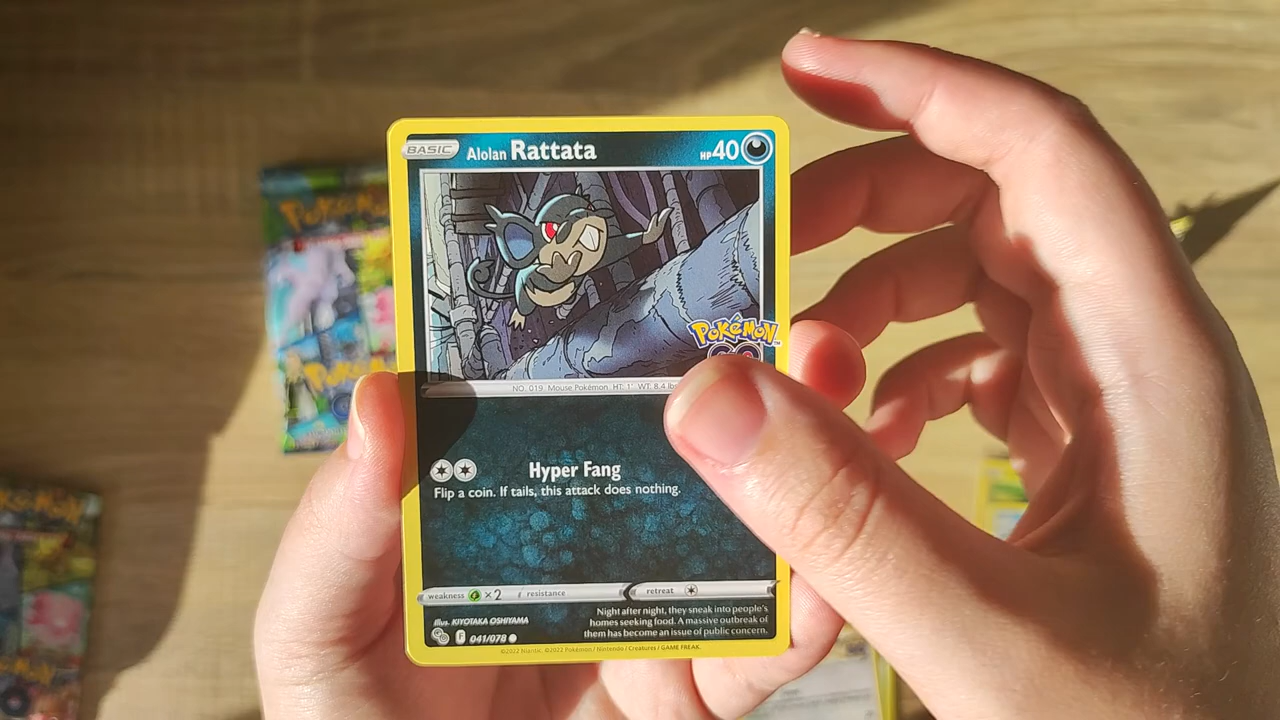 BASIC Alolan Rattata HP40
Pokémon
GO
NO. 019 Mouse Pokémon HT: 1' WT: 8.4 lbs
Hyper Fang
Flip a coin. If tails, this attack does nothing.
weakness ×2 resistance retreat
Night after night, they sneak into people's
homes seeking food. A massive outbreak of
them has become an issue of public concern.
Illus. KIYOTAKA OSHIYAMA
F 041/078
©2022 Niantic. ©2022 Pokémon / Nintendo / Creatures / GAME FREAK.